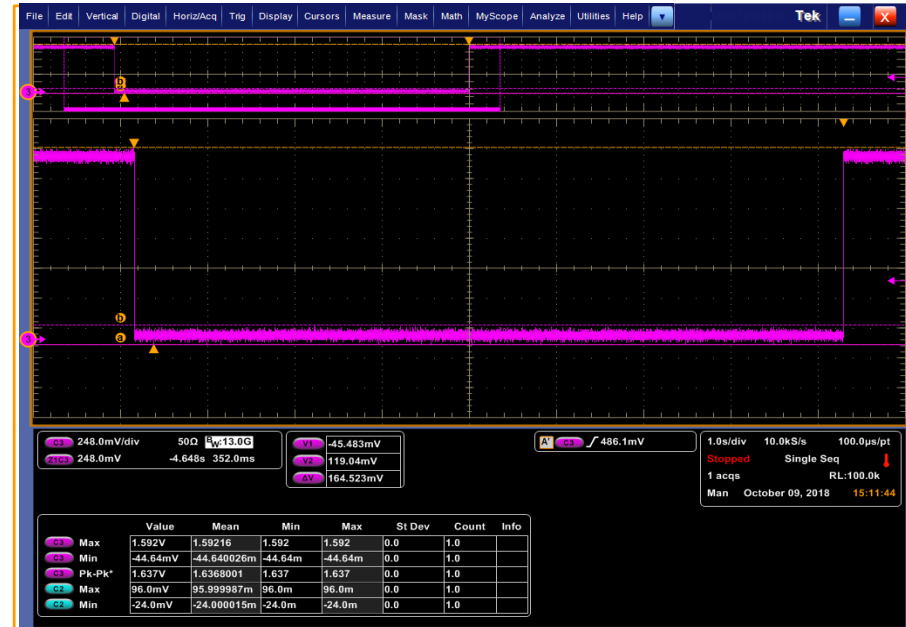 File Edit Vertical Digital Horiz/Acq Trig Display Cursors Measure Mask Math MyScope Analyze Utilities Help Tek X
b
3
b
a
3
C3 248.0mV/div 50Ω BW:13.0G
Z1C3 248.0mV -4.648s 352.0ms
V1 -45.483mV
V2 119.04mV
ΔV 164.523mV
A' C3 486.1mV
1.0s/div 10.0kS/s 100.0µs/pt
Stopped Single Seq
1 acqs RL:100.0k
Man October 09, 2018 15:11:44
Value Mean Min Max St Dev Count Info
C3 Max 1.592V 1.59216 1.592 1.592 0.0 1.0
C3 Min -44.64mV -44.640026m -44.64m -44.64m 0.0 1.0
C3 Pk-Pk* 1.637V 1.6368001 1.637 1.637 0.0 1.0
C2 Max 96.0mV 95.999987m 96.0m 96.0m 0.0 1.0
C2 Min -24.0mV -24.000015m -24.0m -24.0m 0.0 1.0